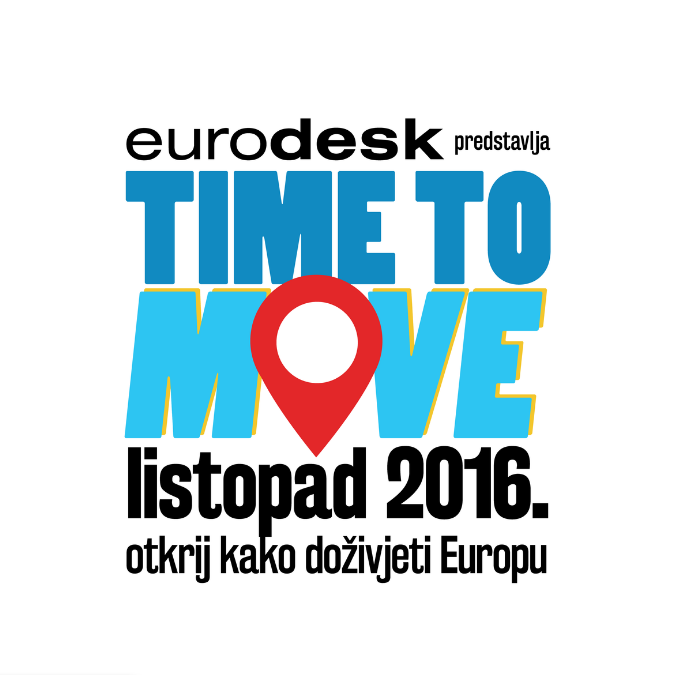 eurodesk predstavlja
TIME TO
MOVE
listopad 2016.
otkrij kako doživjeti Europu